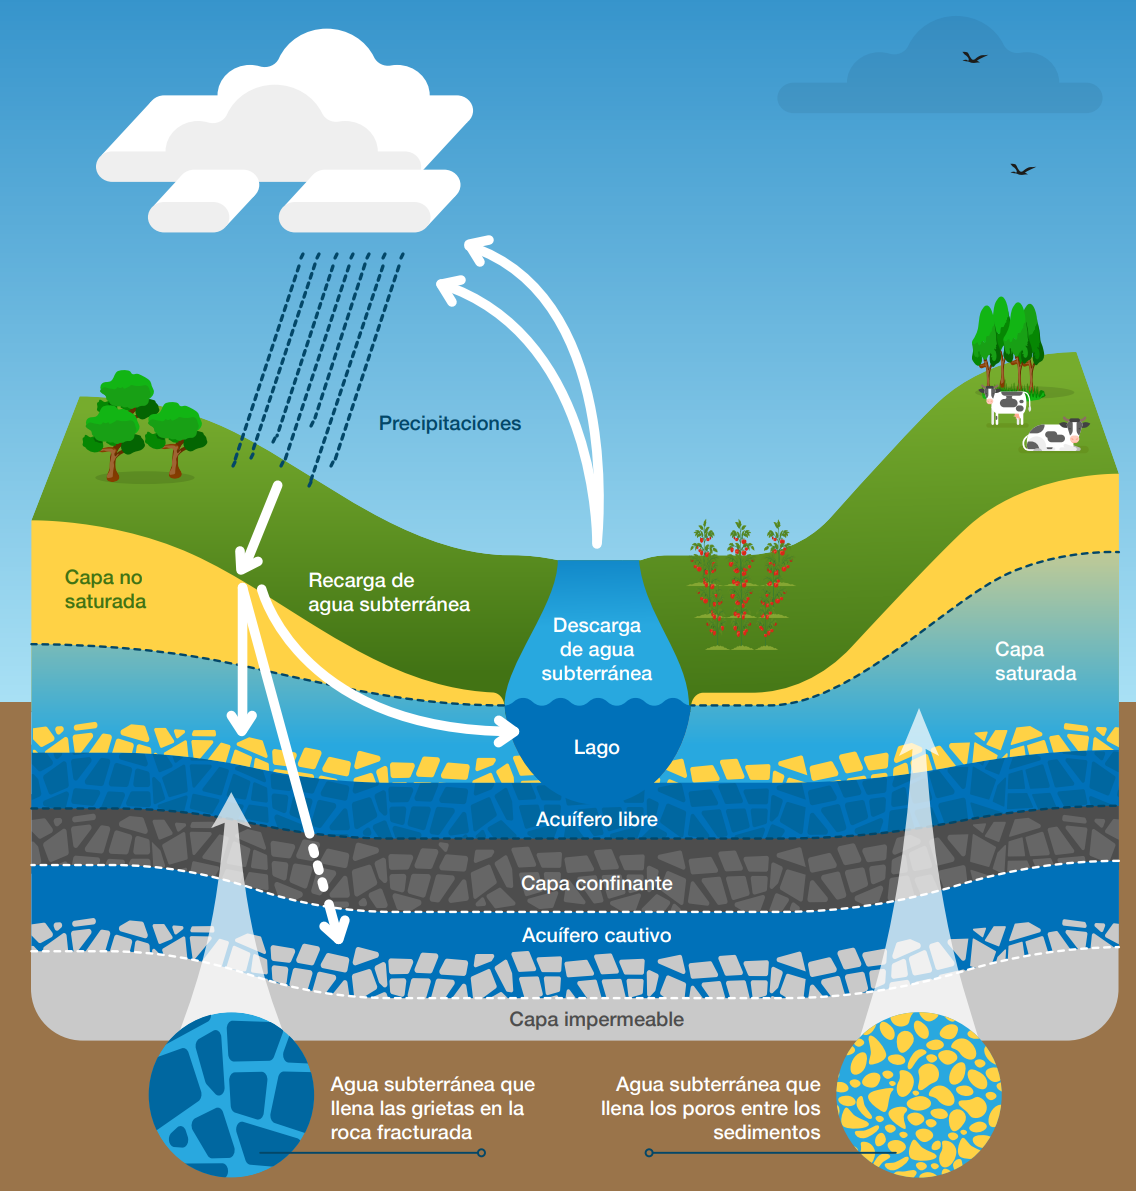 Precipitaciones
Capa no
saturada
Recarga de
agua subterránea
Descarga
de agua
subterránea
Capa
saturada
Lago
Acuífero libre
Capa confinante
Acuífero cautivo
Capa impermeable
Agua subterránea que
llena las grietas en la
roca fracturada
Agua subterránea que
llena los poros entre los
sedimentos